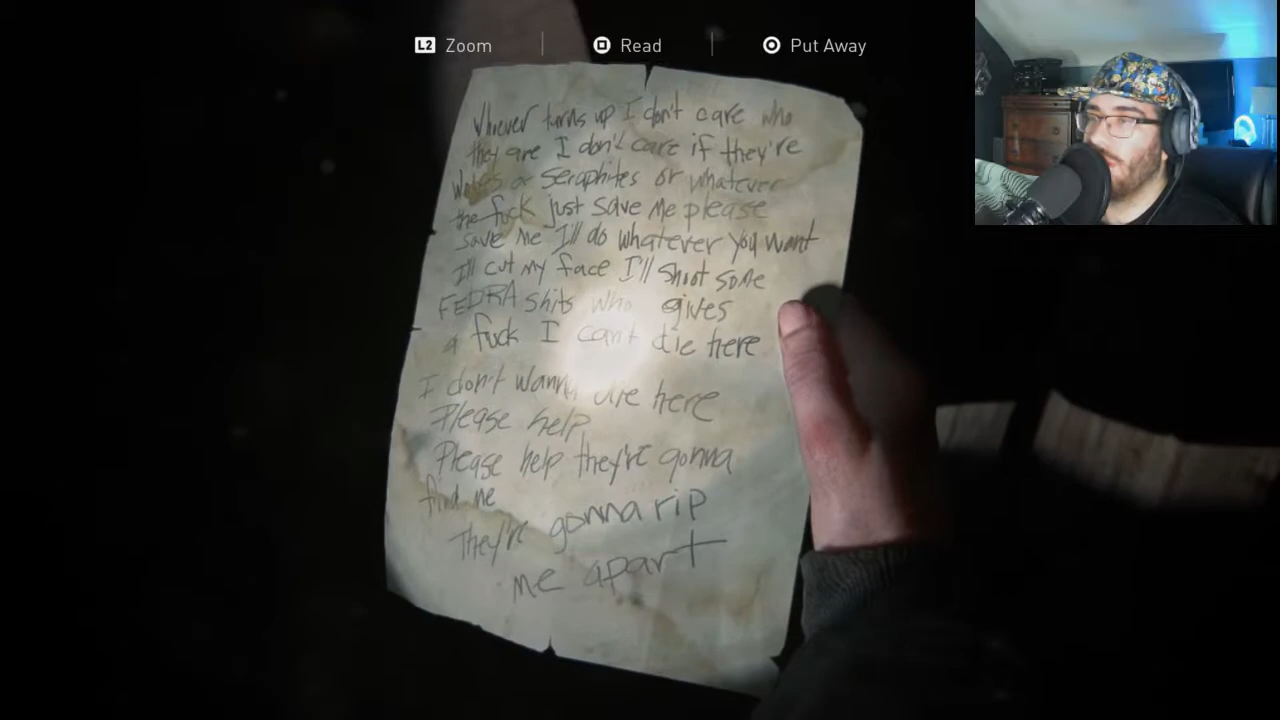 L2 Zoom
Read
Put Away
Whoever turns up I don't care who
they are I don't care if they're
Wolves or Seraphites or whatever
the fuck just save me please
save me I'll do whatever you want
I'll cut my face I'll shoot some
FEDRA shits who gives
a fuck I can't die here
I don't wanna die here
Please help
Please help they're gonna
find me
They're gonna rip
me apart